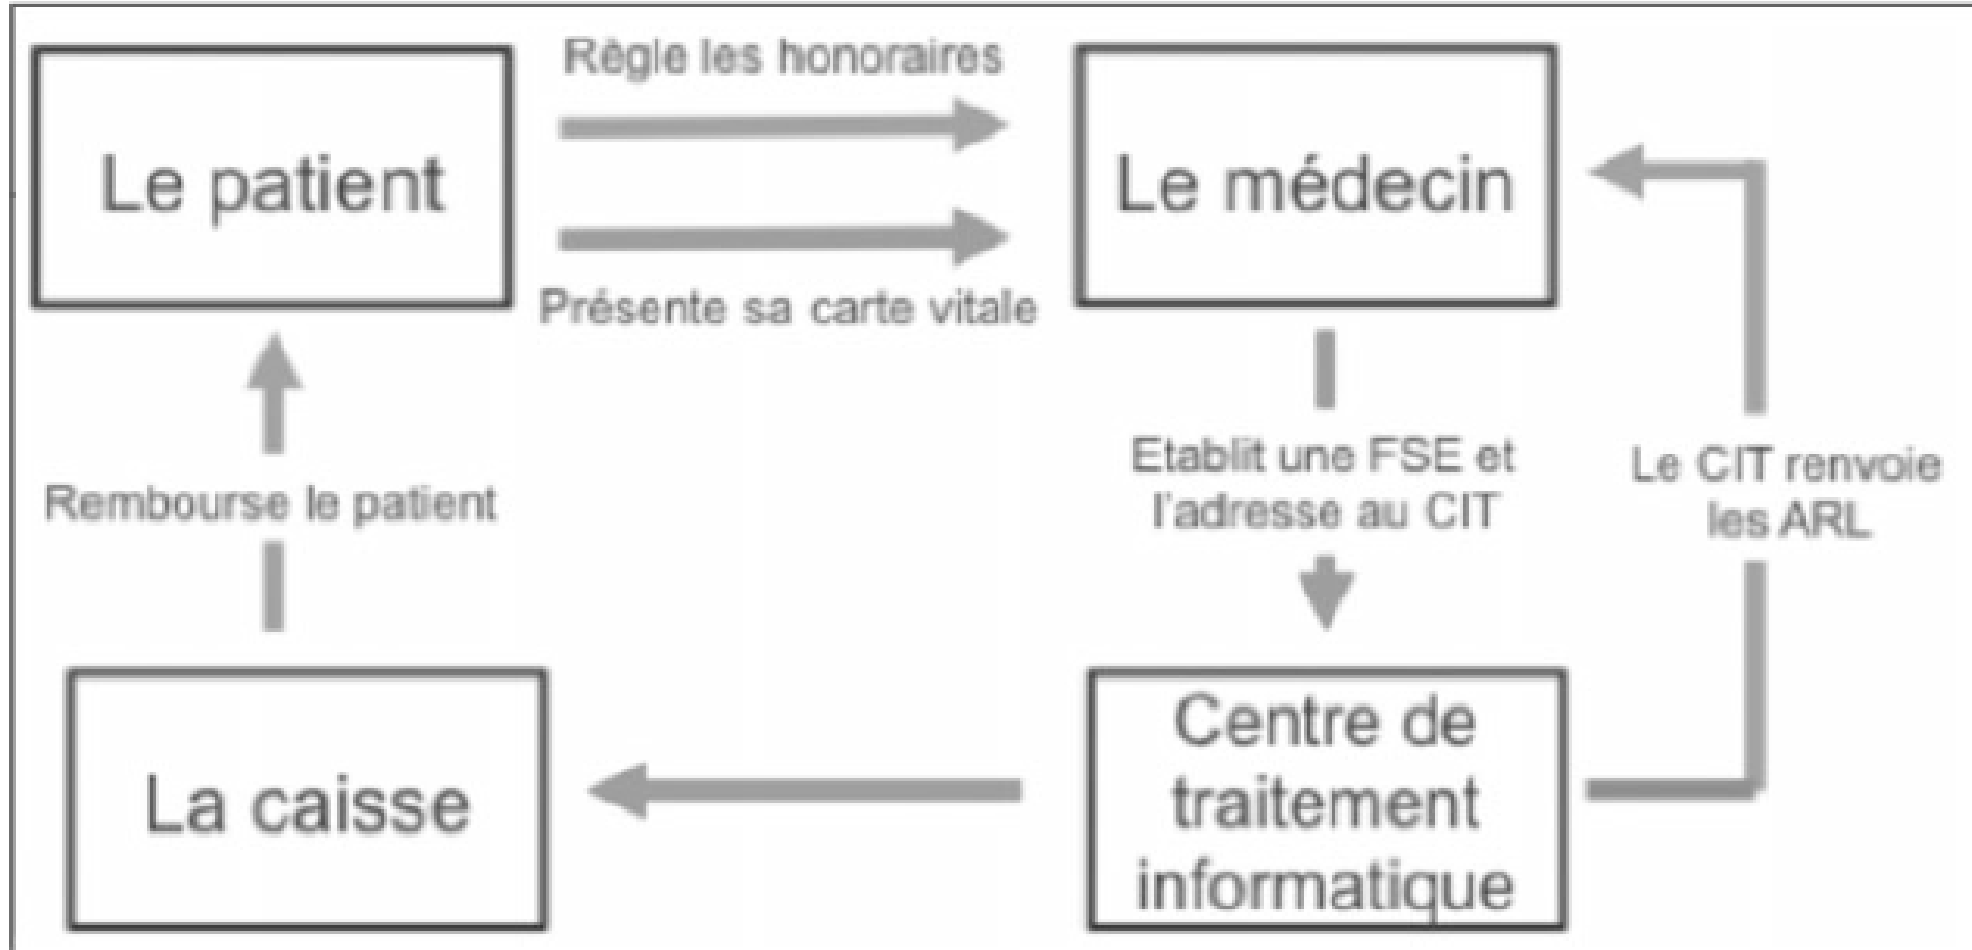 Règle les honoraires
Le patient
Le médecin
Présente sa carte vitale
Etablit une FSE et
l'adresse au CIT
Le CIT renvoie
les ARL
Rembourse le patient
La caisse
Centre de
traitement
informatique